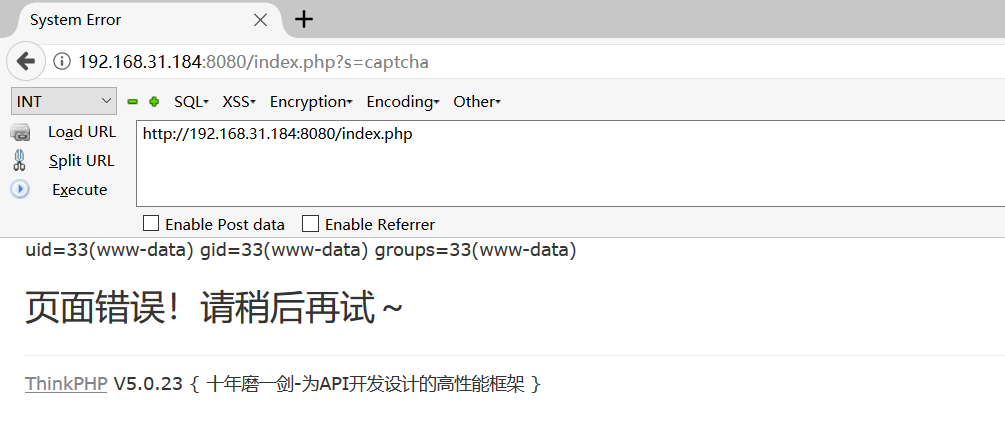 System Error
192.168.31.184:8080/index.php?s=captcha
INT SQL XSS Encryption Encoding Other
Load URL
http://192.168.31.184:8080/index.php
Split URL
Execute
Enable Post data Enable Referrer
uid=33(www-data) gid=33(www-data) groups=33(www-data)
页面错误！请稍后再试～
ThinkPHP V5.0.23 { 十年磨一剑-为API开发设计的高性能框架 }